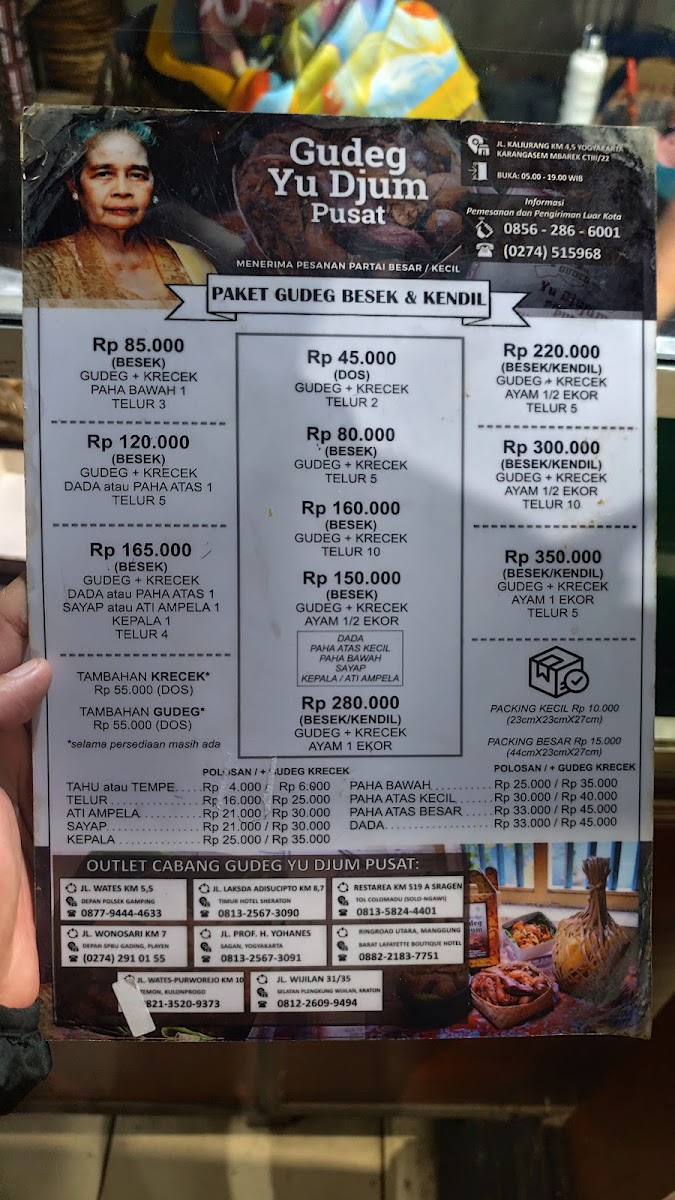 Gudeg
Yu Djum
Pusat
MENERIMA PESANAN PARTAI BESAR / KECIL
JL. KALIURANG KM 4,5 YOGYAKARTA
KARANGASEM MBAREK CTIII/22
BUKA: 05.00 - 19.00 WIB
Informasi
Pemesanan dan Pengiriman Luar Kota
0856 - 286 - 6001
(0274) 515968
PAKET GUDEG BESEK & KENDIL
Rp 85.000
(BESEK)
GUDEG + KRECEK
PAHA BAWAH 1
TELUR 3
Rp 120.000
(BESEK)
GUDEG + KRECEK
DADA atau PAHA ATAS 1
TELUR 5
Rp 165.000
(BESEK)
GUDEG + KRECEK
DADA atau PAHA ATAS 1
SAYAP atau ATI AMPELA 1
KEPALA 1
TELUR 4
TAMBAHAN KRECEK*
Rp 55.000 (DOS)
TAMBAHAN GUDEG*
Rp 55.000 (DOS)
*selama persediaan masih ada
Rp 45.000
(DOS)
GUDEG + KRECEK
TELUR 2
Rp 80.000
(BESEK)
GUDEG + KRECEK
TELUR 5
Rp 160.000
(BESEK)
GUDEG + KRECEK
TELUR 10
Rp 150.000
(BESEK)
GUDEG + KRECEK
AYAM 1/2 EKOR
DADA
PAHA ATAS KECIL
PAHA BAWAH
SAYAP
KEPALA / ATI AMPELA
Rp 280.000
(BESEK/KENDIL)
GUDEG + KRECEK
AYAM 1 EKOR
Rp 220.000
(BESEK/KENDIL)
GUDEG + KRECEK
AYAM 1/2 EKOR
TELUR 5
Rp 300.000
(BESEK/KENDIL)
GUDEG + KRECEK
AYAM 1/2 EKOR
TELUR 10
Rp 350.000
(BESEK/KENDIL)
GUDEG + KRECEK
AYAM 1 EKOR
TELUR 5
PACKING KECIL Rp 10.000
(23cmX23cmX27cm)
PACKING BESAR Rp 15.000
(44cmX23cmX27cm)
POLOSAN / + GUDEG KRECEK
TAHU atau TEMPE.....Rp 4.000 / Rp 6.900
TELUR..............Rp 16.000 / Rp 25.000
ATI AMPELA.........Rp 21.000 / Rp 30.000
SAYAP..............Rp 21.000 / Rp 30.000
KEPALA.............Rp 25.000 / Rp 35.000
POLOSAN / + GUDEG KRECEK
PAHA BAWAH.........Rp 25.000 / Rp 35.000
PAHA ATAS KECIL....Rp 30.000 / Rp 40.000
PAHA ATAS BESAR....Rp 33.000 / Rp 45.000
DADA...............Rp 33.000 / Rp 45.000
OUTLET CABANG GUDEG YU DJUM PUSAT:
JL. WATES KM 5,5
DEPAN POLSEK GAMPING
0877-9444-4633
JL. LAKSDA ADISUCIPTO KM 8,7
TIMUR HOTEL SHERATON
0813-2567-3090
RESTAREA KM 519 A SRAGEN
TOL COLOMADU (SOLO-NGAWI)
0813-5824-4401
JL. WONOSARI KM 7
DEPAN SPBU GADING, PLAYEN
(0274) 291 01 55
JL. PROF. H. YOHANES
SAGAN, YOGYAKARTA
0813-2567-3091
RINGROAD UTARA, MANGGUNG
BARAT LAFAYETTE BOUTIQUE HOTEL
0882-2183-7751
JL. WATES-PURWOREJO KM 10
TEMON, KULONPROGO
0821-3520-9373
JL. WIJILAN 31/35
SELATAN PLENGKUNG WIJILAN, KRATON
0812-2609-9494